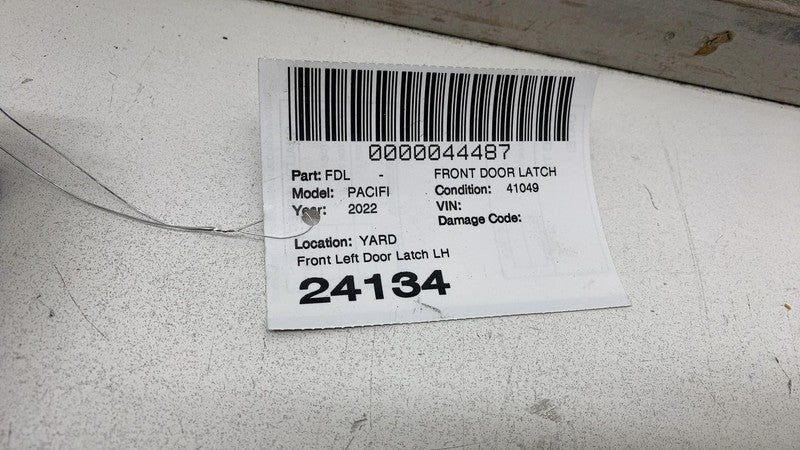 0000044487
Part: FDL - FRONT DOOR LATCH
Model: PACIFI Condition: 41049
Year: 2022 VIN:
Damage Code:
Location: YARD
Front Left Door Latch LH
24134